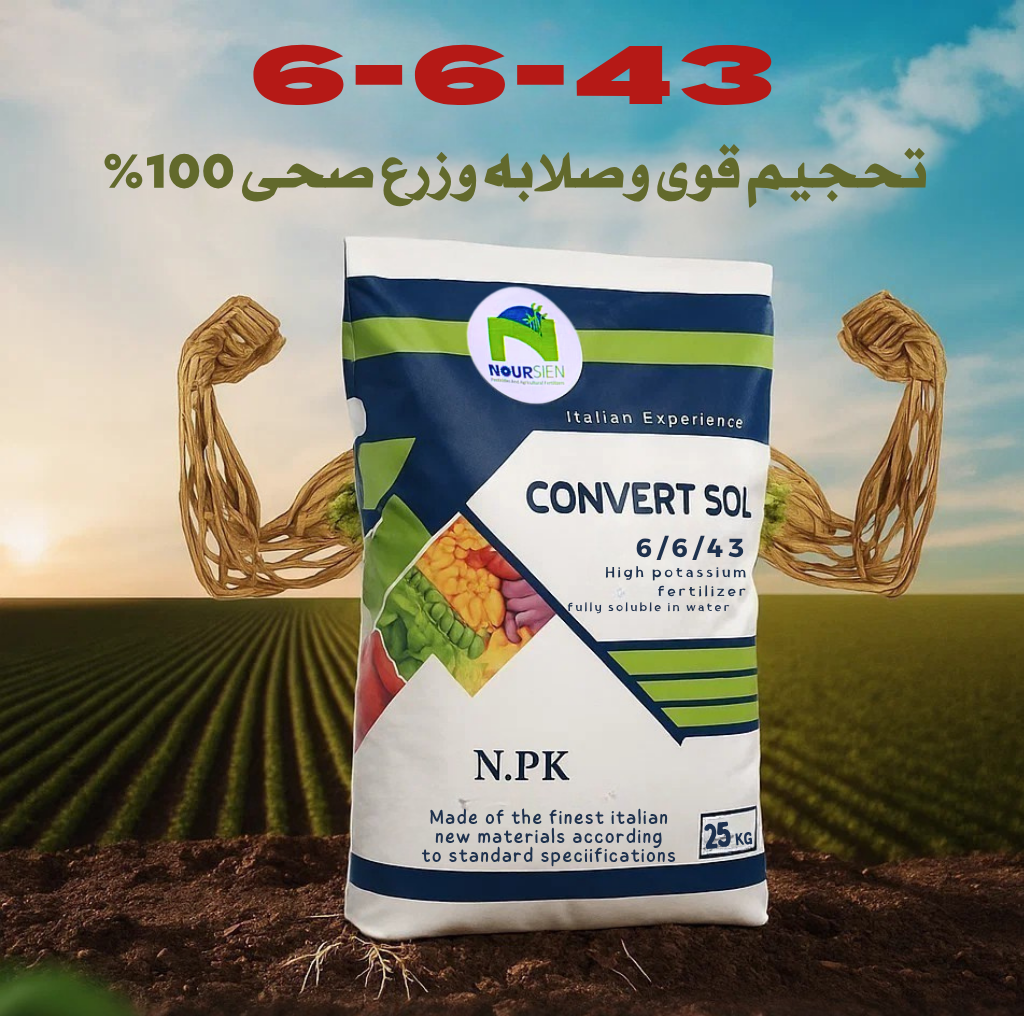 6-6-43
تحجيم قوى وصلابه وزرع صحى 100%
NOURSIEN
Italian Experience
CONVERT SOL
6/6/43
High potassium
fertilizer
fully soluble in water
N.PK
Made of the finest italian
new materials according
to standard speciifications
25 KG